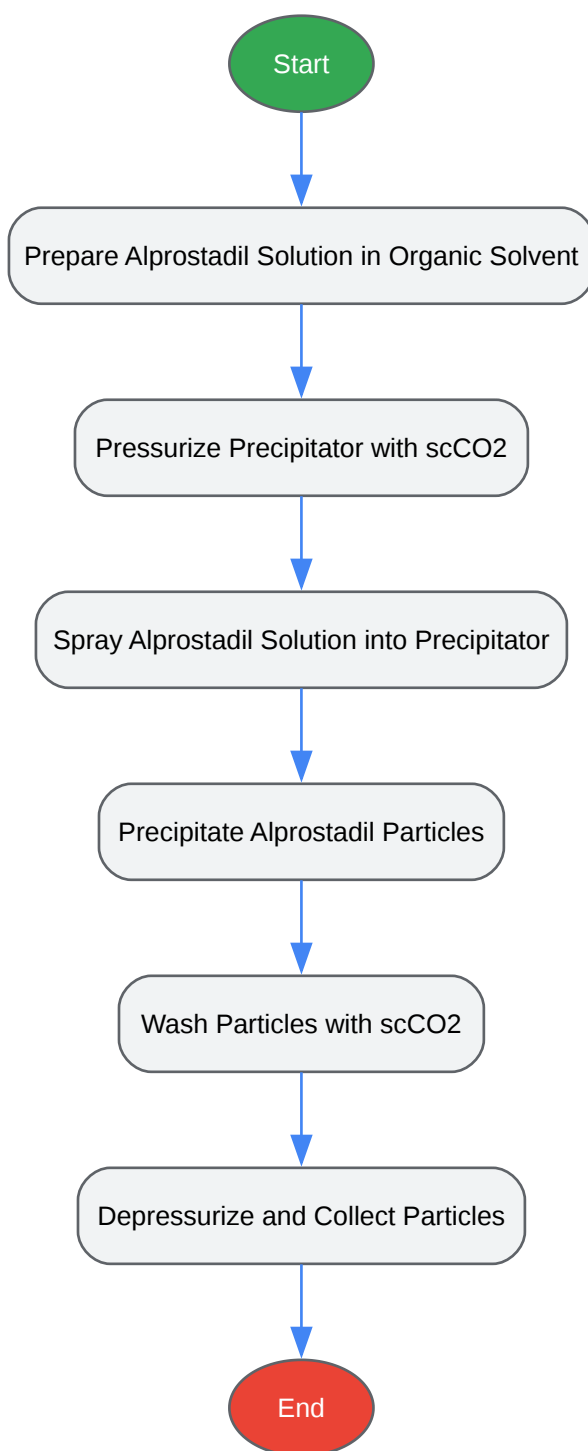 Start
Prepare Alprostadil Solution in Organic Solvent
Pressurize Precipitator with scCO2
Spray Alprostadil Solution into Precipitator
Precipitate Alprostadil Particles
Wash Particles with scCO2
Depressurize and Collect Particles
End